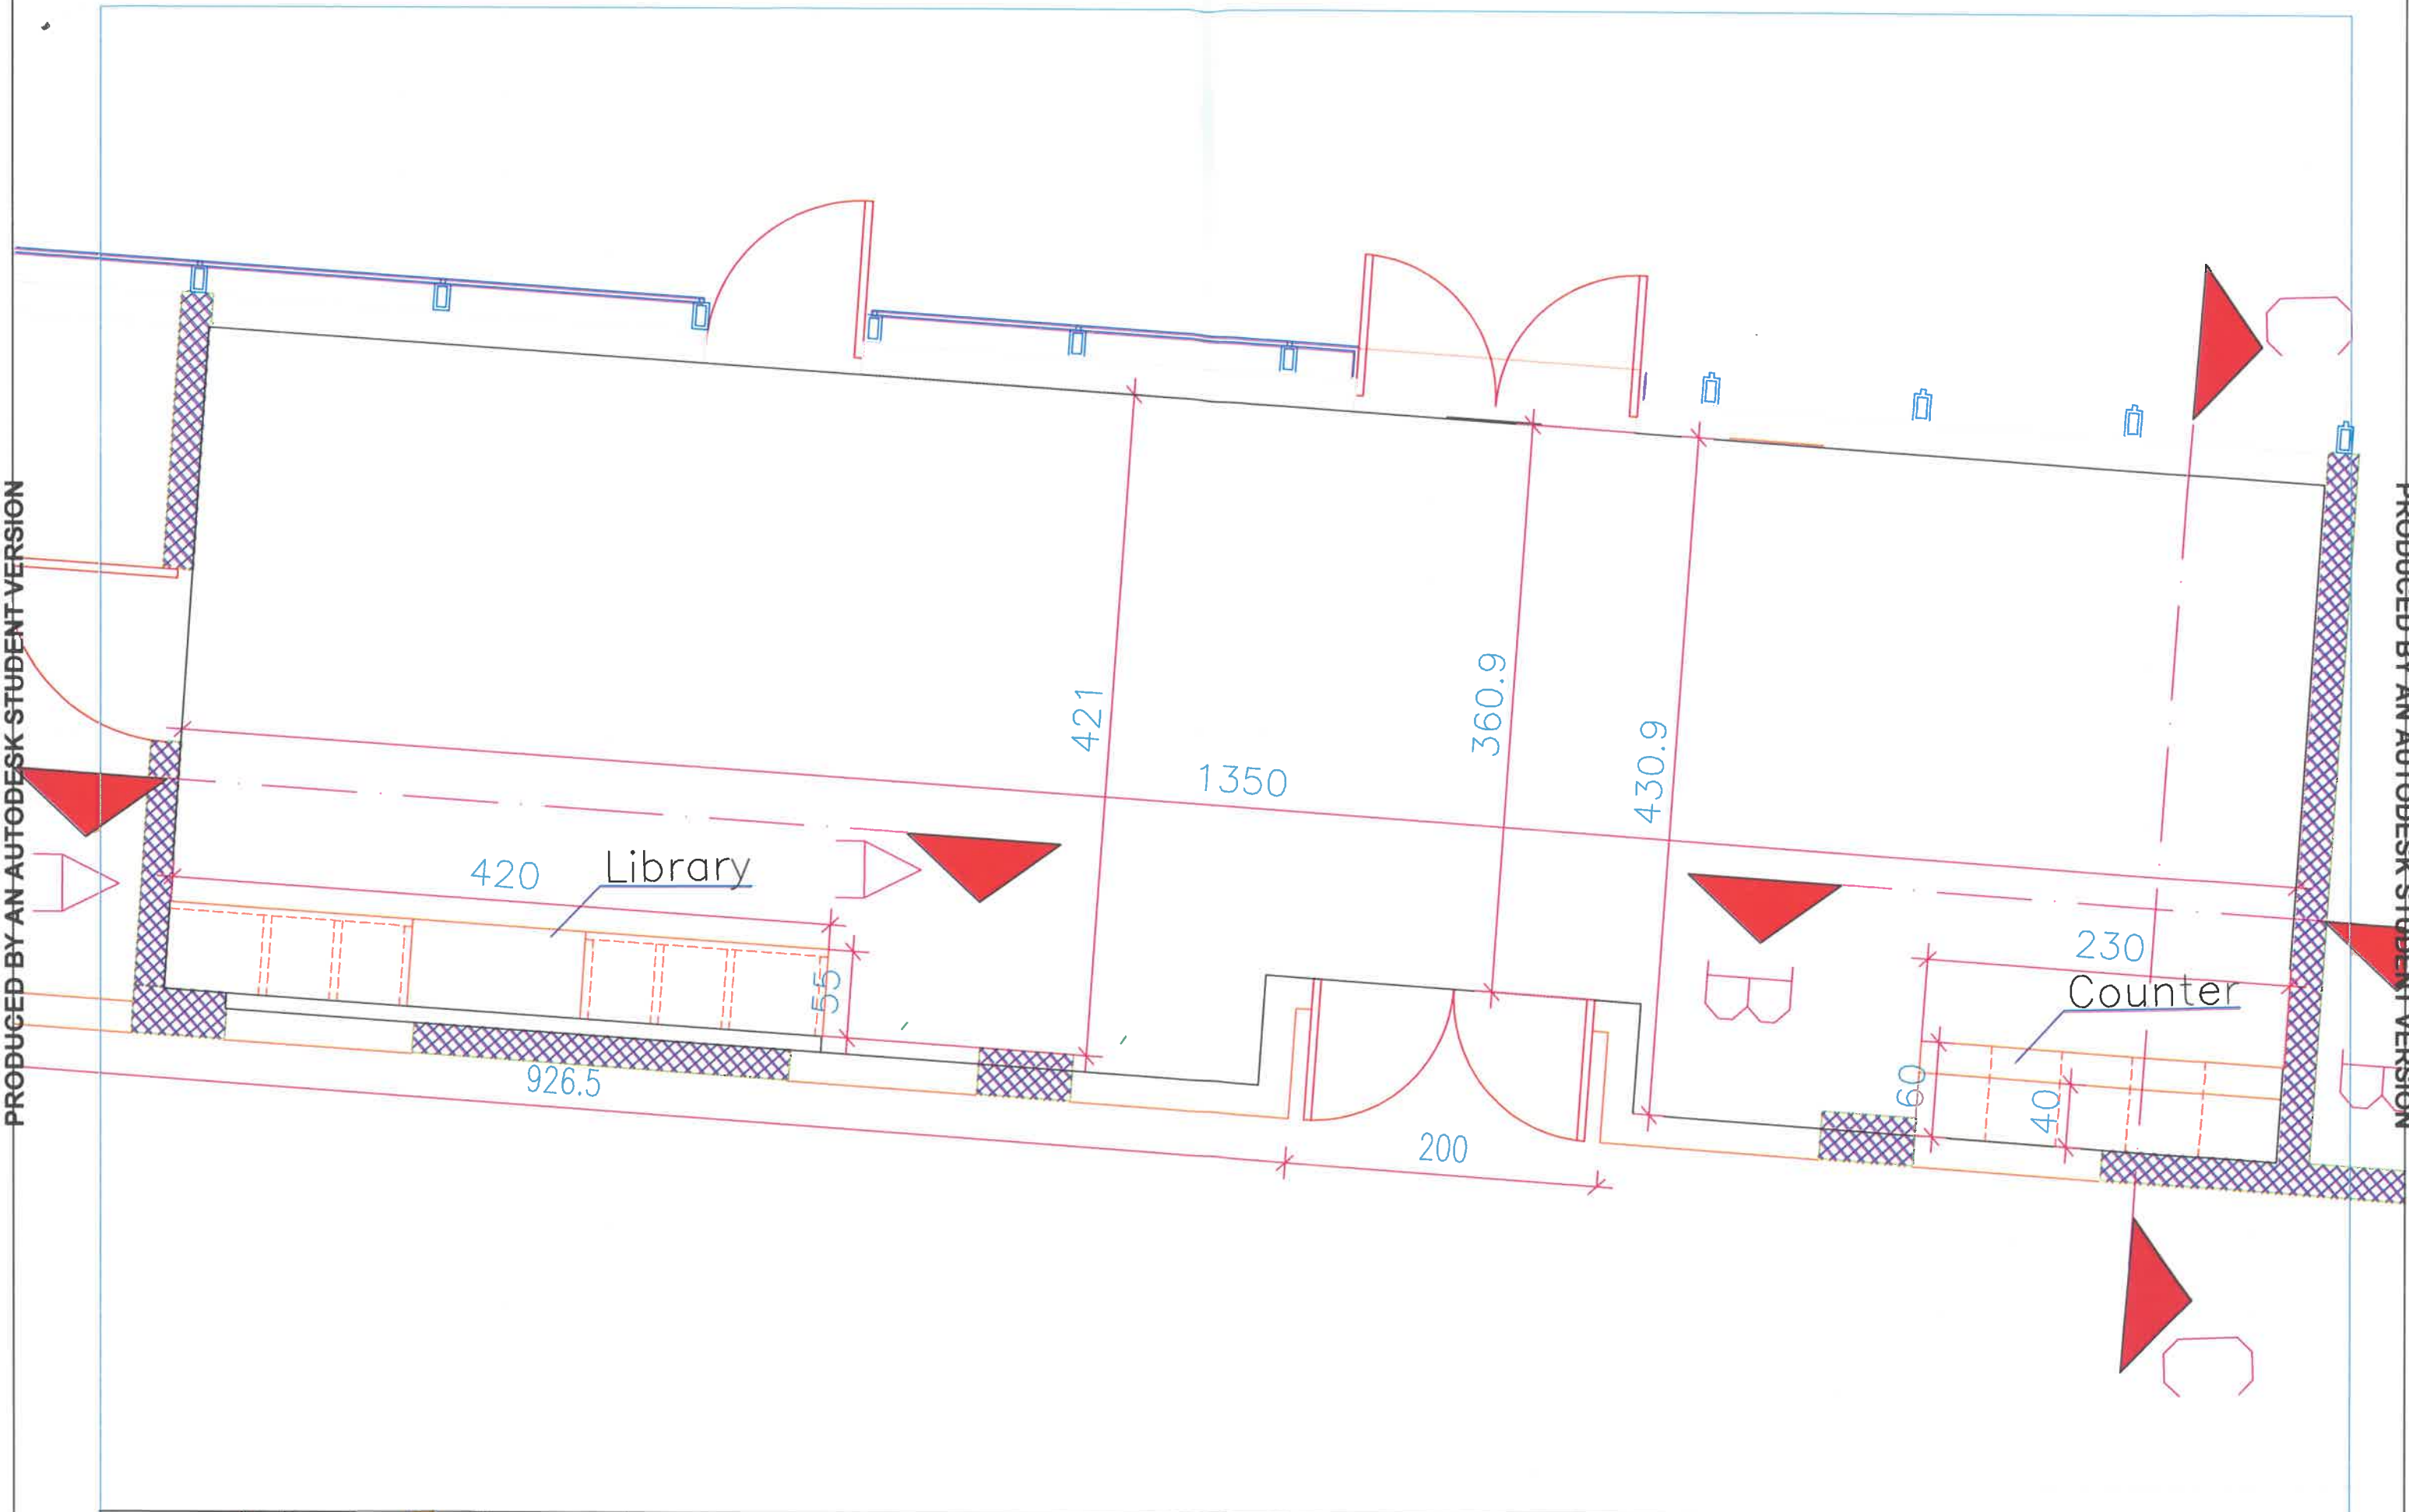 PRODUCED BY AN AUTODESK STUDENT VERSION
PRODUCED BY AN AUTODESK STUDENT VERSION
C
421
360.9
430.9
1350
420
Library
A
A
55
926.5
B
230
Counter
60
40
B
200
C